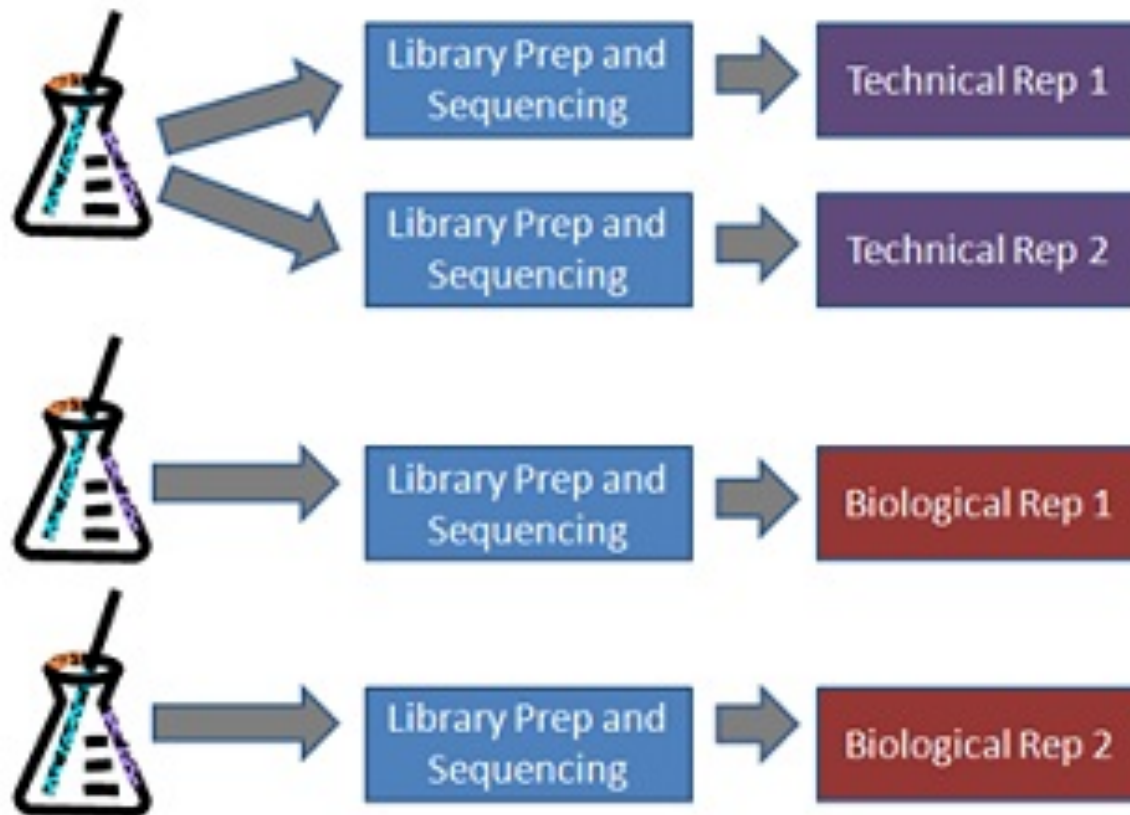 Library Prep and
Sequencing
Technical Rep 1
Library Prep and
Sequencing
Technical Rep 2
Library Prep and
Sequencing
Biological Rep 1
Library Prep and
Sequencing
Biological Rep 2